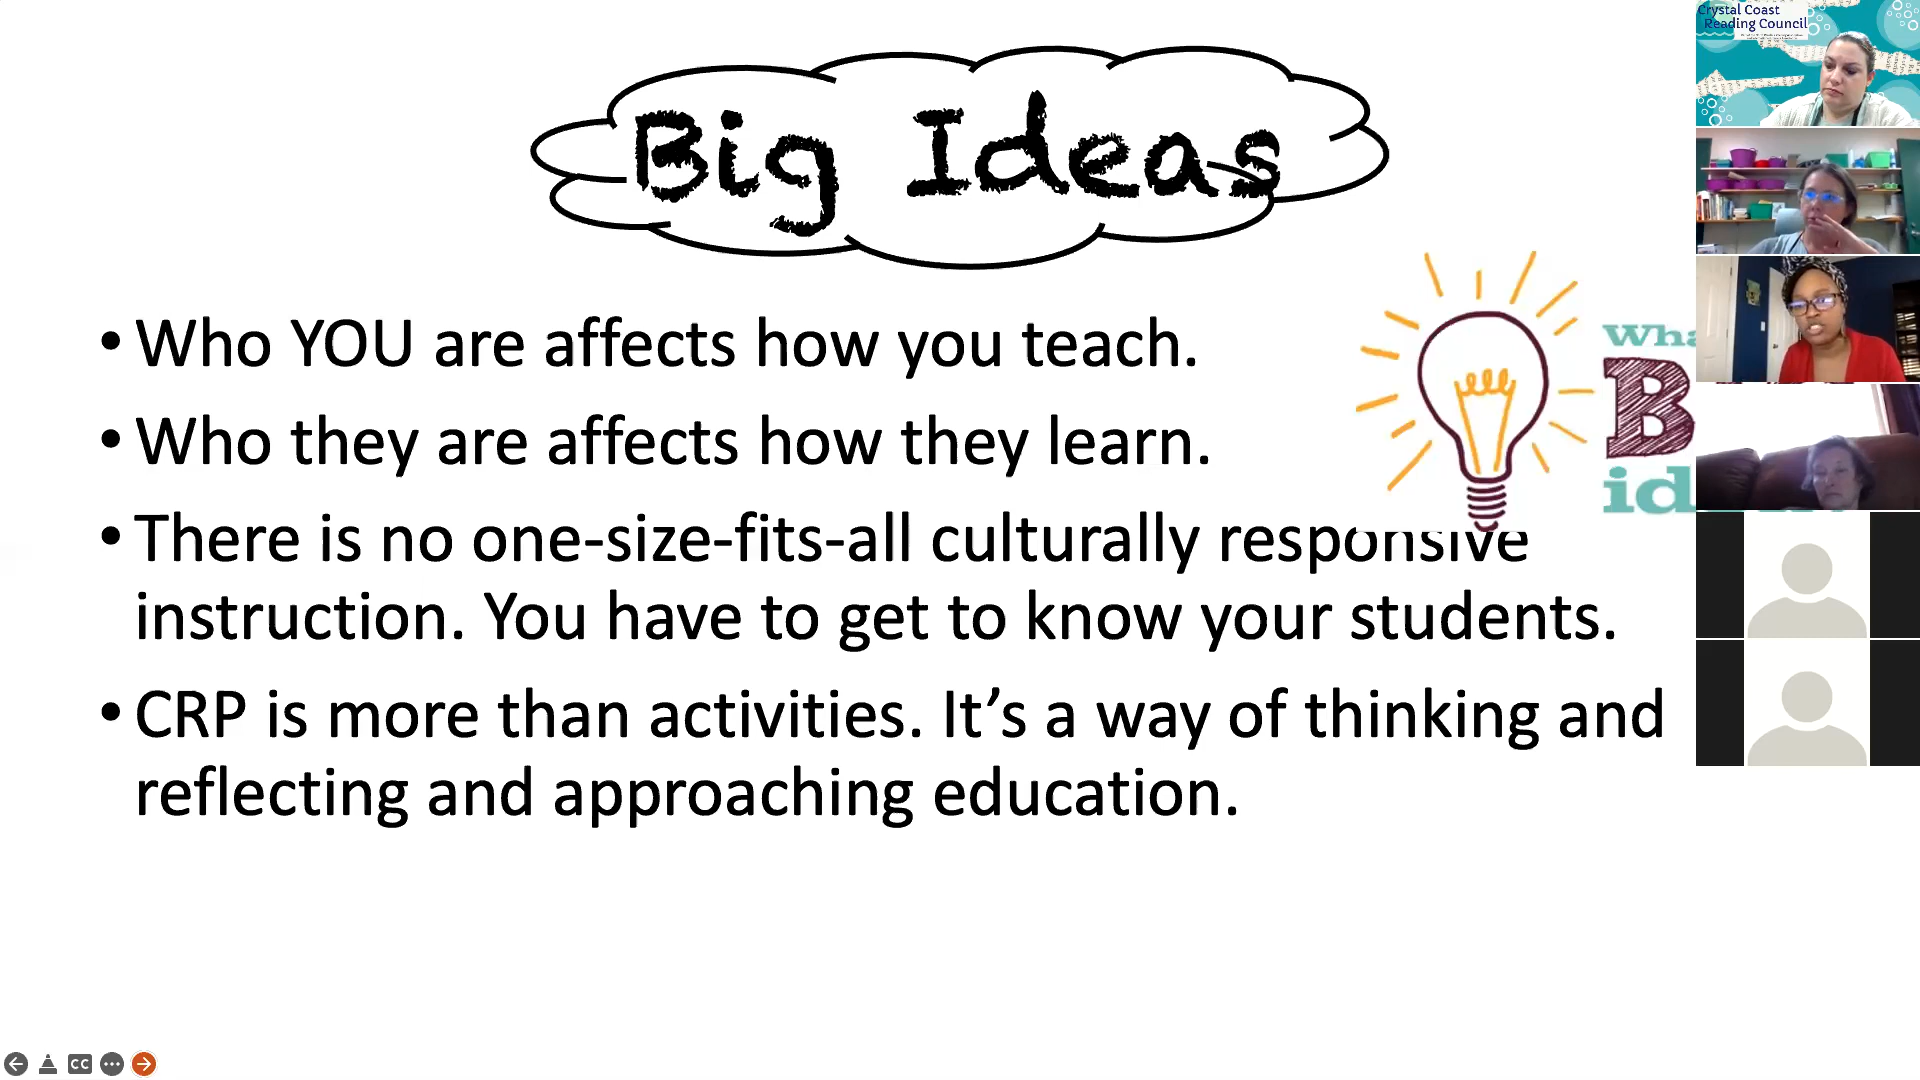 Crystal Coast
Reading Council
Big Ideas
• Who YOU are affects how you teach.
• Who they are affects how they learn.
• There is no one-size-fits-all culturally responsive
instruction. You have to get to know your students.
• CRP is more than activities. It’s a way of thinking and
reflecting and approaching education.
Wha
B
id
CC